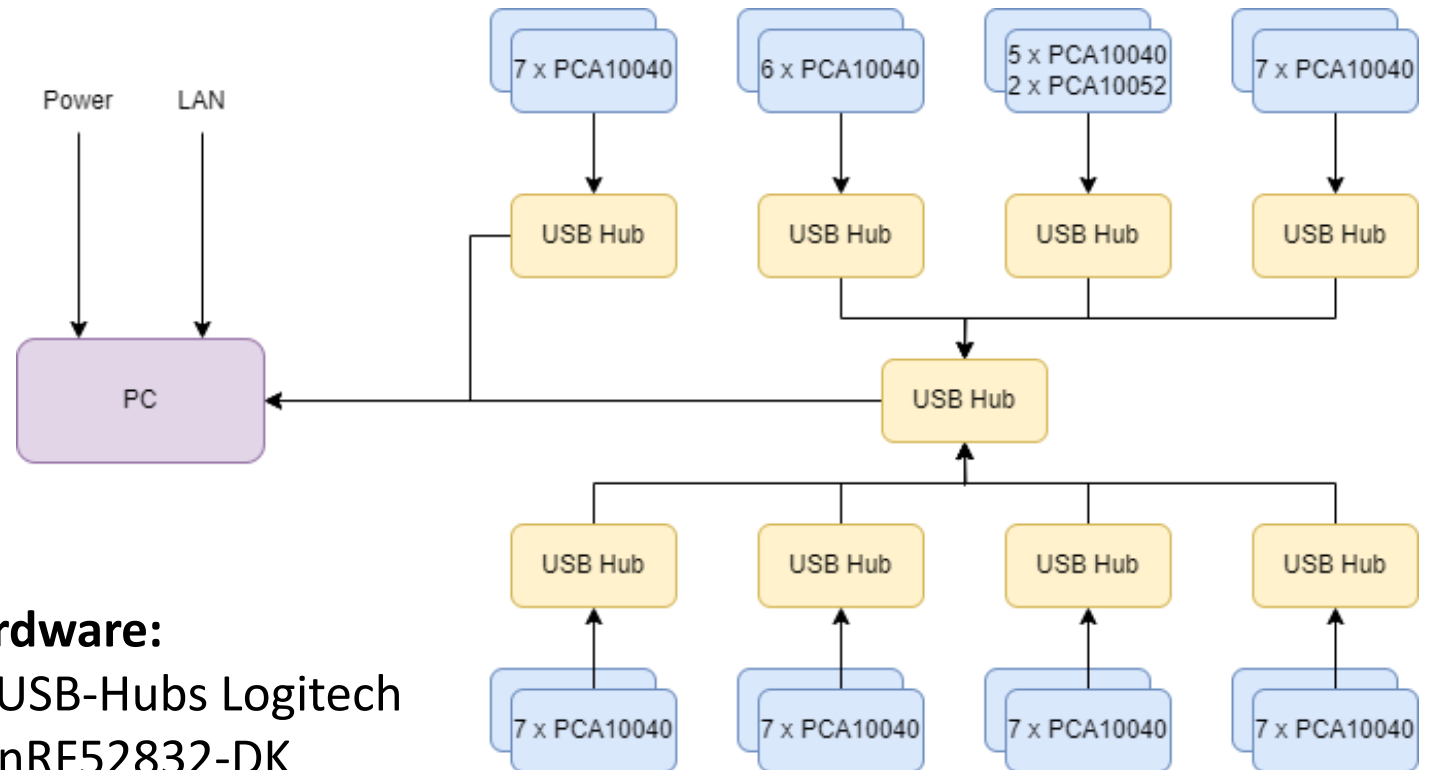 7 x PCA10040
6 x PCA10040
5 x PCA10040
2 x PCA10052
7 x PCA10040
Power
LAN
USB Hub
USB Hub
USB Hub
USB Hub
PC
USB Hub
USB Hub
USB Hub
USB Hub
USB Hub
rdware:
USB-Hubs Logitech
nRF52832-DK
7 x PCA10040
7 x PCA10040
7 x PCA10040
7 x PCA10040